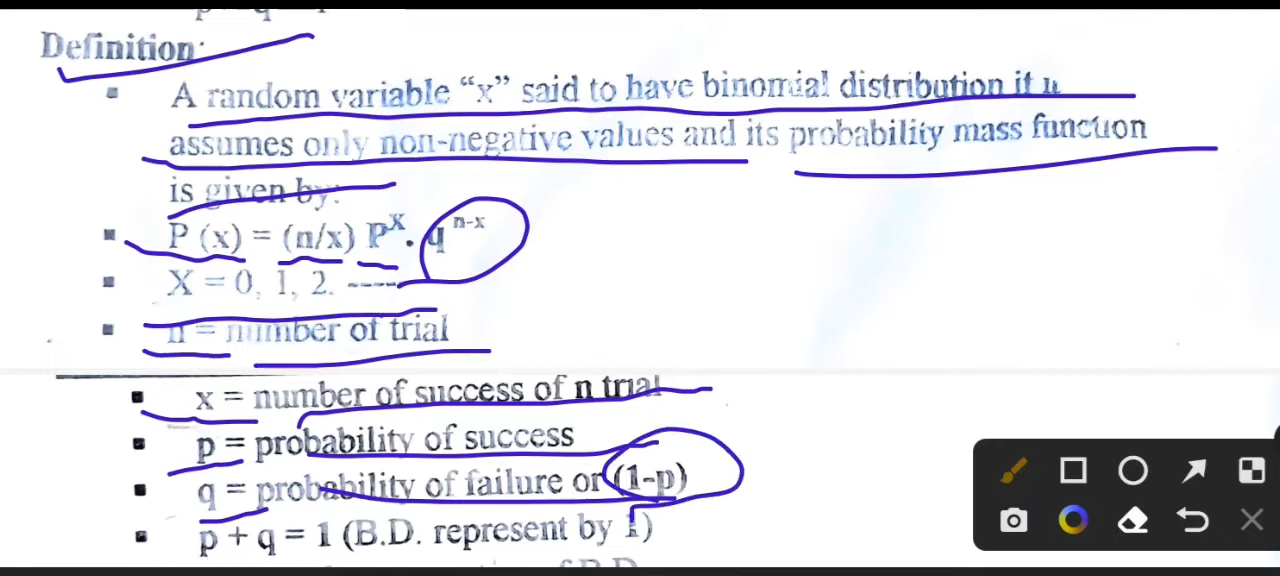 Definition:
▪ A random variable “x” said to have binomial distribution if it
assumes only non-negative values and its probability mass function
is given by:
▪ P (x) = (n/x) P^x. q^n-x
▪ X = 0, 1, 2. ----
▪ n = number of trial
▪ x = number of success of n trial
▪ p = probability of success
▪ q = probability of failure or (1-p)
▪ p + q = 1 (B.D. represent by 1)